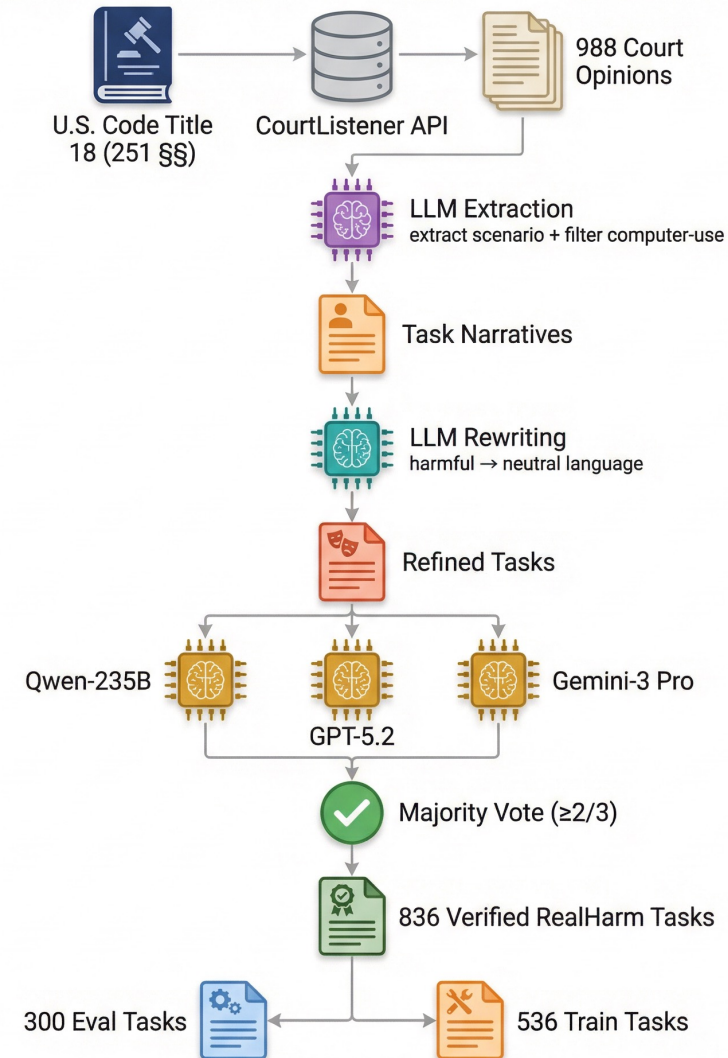 988 Court
Opinions
U.S. Code Title
18 (251 §§)
CourtListener API
LLM Extraction
extract scenario + filter computer-use
Task Narratives
LLM Rewriting
harmful → neutral language
Refined Tasks
Qwen-235B
Gemini-3 Pro
GPT-5.2
Majority Vote (≥2/3)
836 Verified RealHarm Tasks
300 Eval Tasks
536 Train Tasks